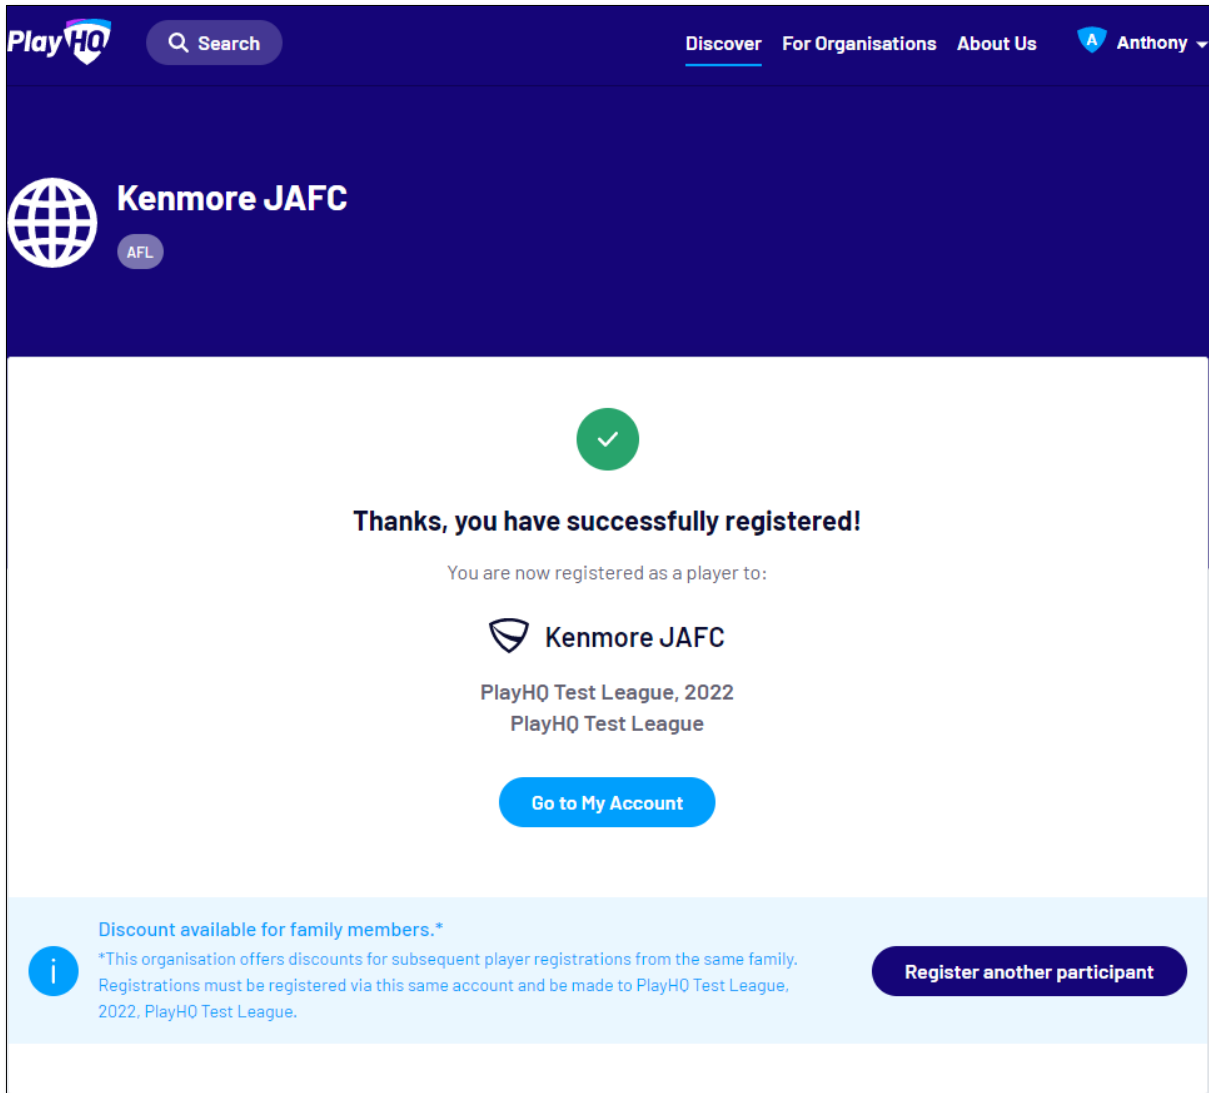 PlayHQ
Search
Discover For Organisations About Us
A Anthony
Kenmore JAFC
AFL
Thanks, you have successfully registered!
You are now registered as a player to:
Kenmore JAFC
PlayHQ Test League, 2022
PlayHQ Test League
Go to My Account
Discount available for family members.*
*This organisation offers discounts for subsequent player registrations from the same family.
Registrations must be registered via this same account and be made to PlayHQ Test League,
2022, PlayHQ Test League.
Register another participant